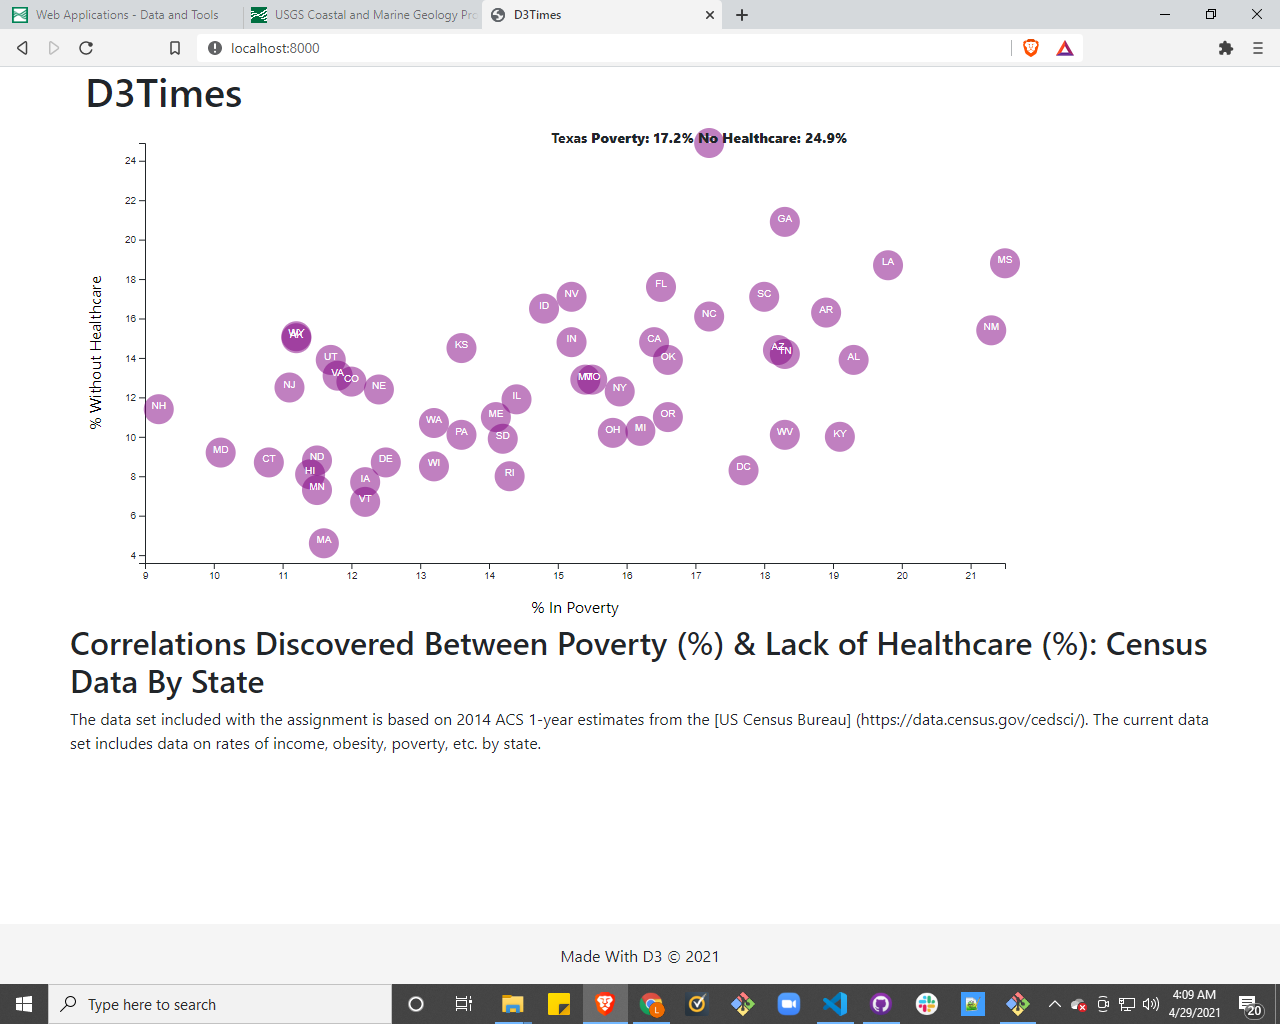 Web Applications - Data and Tools
USGS Coastal and Marine Geology Pro
D3Times
localhost:8000
D3Times
Texas Poverty: 17.2% No Healthcare: 24.9%
24
22
20
18
16
14
12
10
8
6
4
% Without Healthcare
GA
LA
MS
FL
NV
SC
ID
AR
NC
NM
WY
AK
KS
IN
CA
AZ
TN
UT
OK
AL
VA
CO
NJ
NE
MT
MO
NY
IL
NH
ME
OR
WA
PA
SD
OH
MI
WV
KY
MD
CT
ND
DE
WI
DC
HI
RI
MN
IA
VT
MA
9 10 11 12 13 14 15 16 17 18 19 20 21
% In Poverty
Correlations Discovered Between Poverty (%) & Lack of Healthcare (%): Census
Data By State
The data set included with the assignment is based on 2014 ACS 1-year estimates from the [US Census Bureau] (https://data.census.gov/cedsci/). The current data
set includes data on rates of income, obesity, poverty, etc. by state.
Made With D3 © 2021
Type here to search
L
4:09 AM
4/29/2021
20